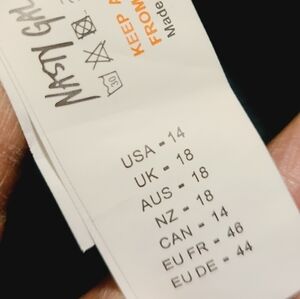 NASTY GAL
30
KEEP A
FROM
Made
USA - 14
UK - 18
AUS - 18
NZ - 18
CAN - 14
EU FR - 46
EU DE - 44